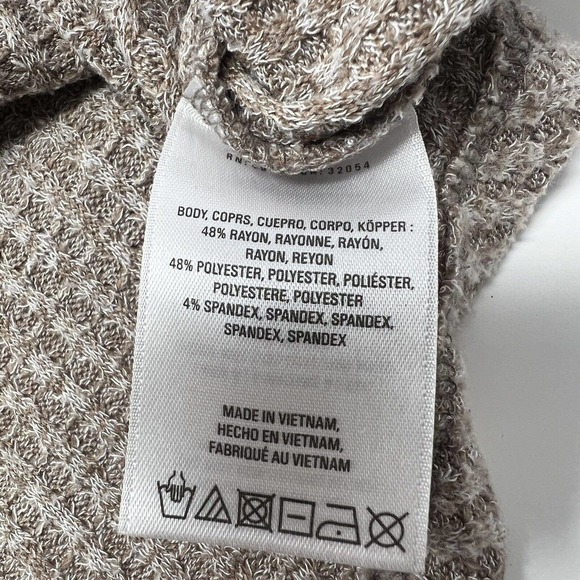 32054
BODY, COPRS, CUEPRO, CORPO, KÖPPER :
48% RAYON, RAYONNE, RAYÓN,
RAYON, REYON
48% POLYESTER, POLYESTER, POLIÉSTER,
POLYESTERE, POLYESTER
4% SPANDEX, SPANDEX, SPANDEX,
SPANDEX, SPANDEX
MADE IN VIETNAM,
HECHO EN VIETNAM,
FABRIQUÉ AU VIETNAM